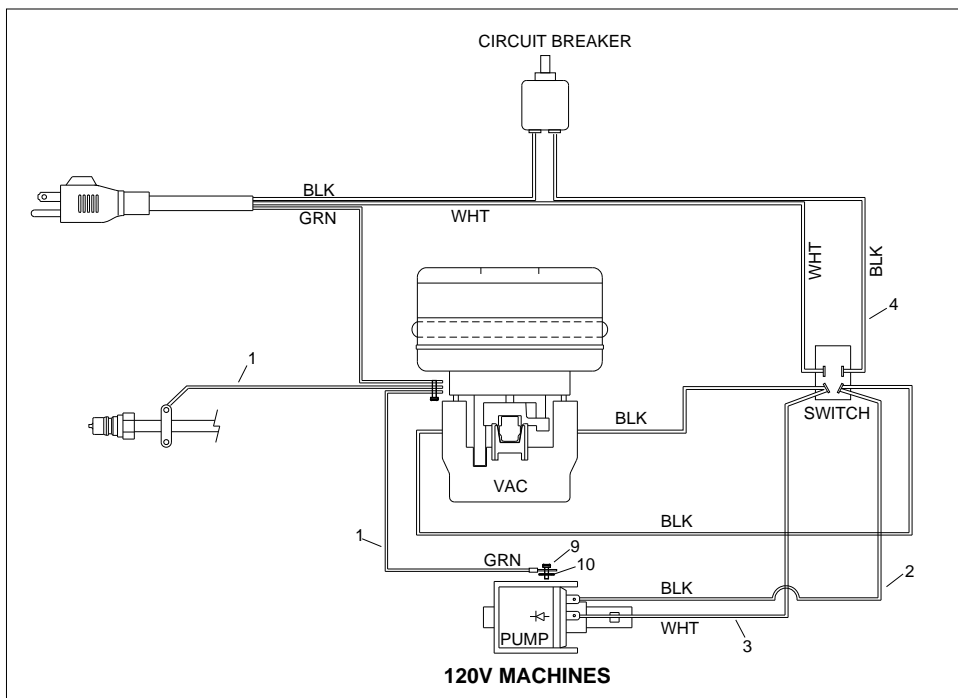 CIRCUIT BREAKER
BLK
GRN
WHT
WHT
BLK
4
1
SWITCH
BLK
VAC
BLK
1
GRN
9
10
2
BLK
WHT
3
PUMP
120V MACHINES